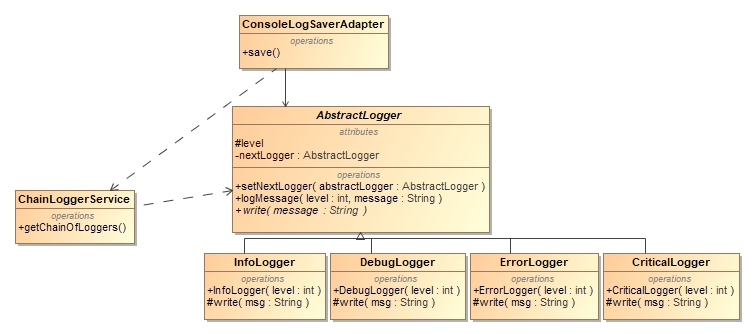 ConsoleLogSaverAdapter
operations
+save()
AbstractLogger
attributes
#level
-nextLogger : AbstractLogger
operations
+setNextLogger( abstractLogger : AbstractLogger )
+logMessage( level : int, message : String )
+write( message : String )
ChainLoggerService
operations
+getChainOfLoggers()
InfoLogger
operations
+InfoLogger( level : int )
#write( msg : String )
DebugLogger
operations
+DebugLogger( level : int )
#write( msg : String )
ErrorLogger
operations
+ErrorLogger( level : int )
#write( msg : String )
CriticalLogger
operations
+CriticalLogger( level : int )
#write( msg : String )